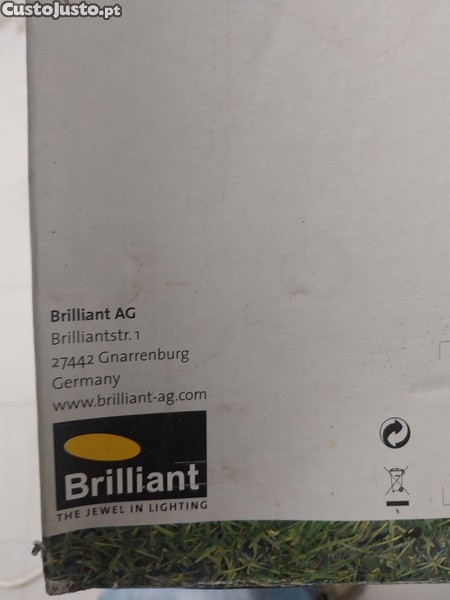 CustoJusto.pt
Brilliant AG
Brilliantstr. 1
27442 Gnarrenburg
Germany
www.brilliant-ag.com
Brilliant
THE JEWEL IN LIGHTING